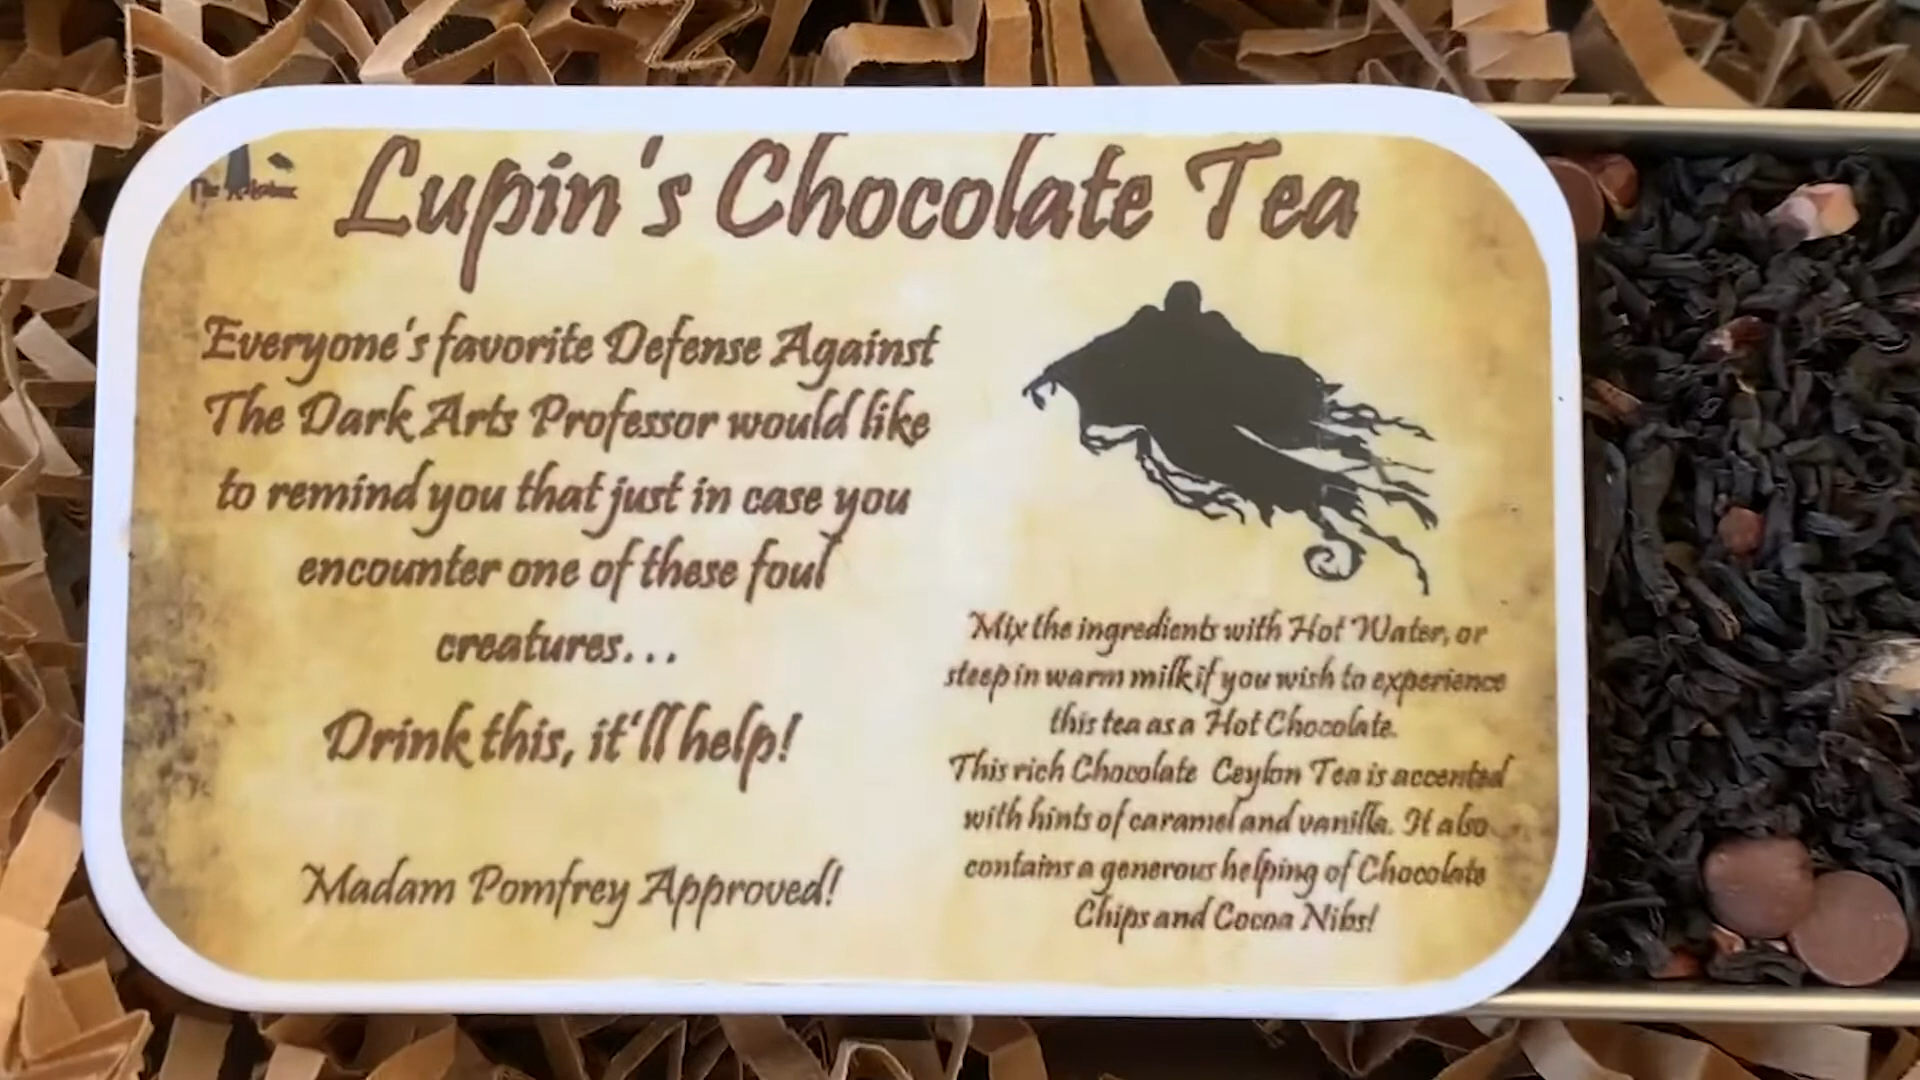 Lupin's Chocolate Tea
Everyone's favorite Defense Against
The Dark Arts Professor would like
to remind you that just in case you
encounter one of these foul
creatures...
Drink this, it'll help!
Madam Pomfrey Approved!
Mix the ingredients with Hot Water, or
steep in warm milk if you wish to experience
this tea as a Hot Chocolate.
This rich Chocolate Ceylon Tea is accented
with hints of caramel and vanilla. It also
contains a generous helping of Chocolate
Chips and Cocoa Nibs!